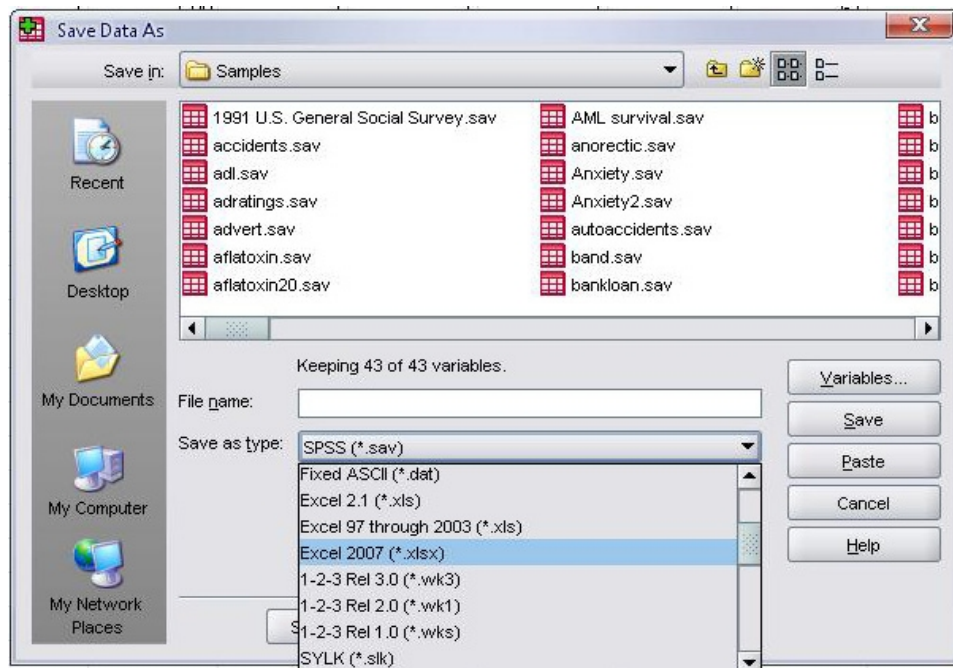 Save Data As
Save in:
Samples
Recent
Desktop
My Documents
My Computer
My Network
Places
1991 U.S. General Social Survey.sav
accidents.sav
adl.sav
adratings.sav
advert.sav
aflatoxin.sav
aflatoxin20.sav
AML survival.sav
anorectic.sav
Anxiety.sav
Anxiety2.sav
autoaccidents.sav
band.sav
bankloan.sav
b
b
b
b
b
b
b
Keeping 43 of 43 variables.
File name:
Save as type:
SPSS (*.sav)
Fixed ASCII (*.dat)
Excel 2.1 (*.xls)
Excel 97 through 2003 (*.xls)
Excel 2007 (*.xlsx)
1-2-3 Rel 3.0 (*.wk3)
1-2-3 Rel 2.0 (*.wk1)
1-2-3 Rel 1.0 (*.wks)
SYLK (*.slk)
Variables...
Save
Paste
Cancel
Help